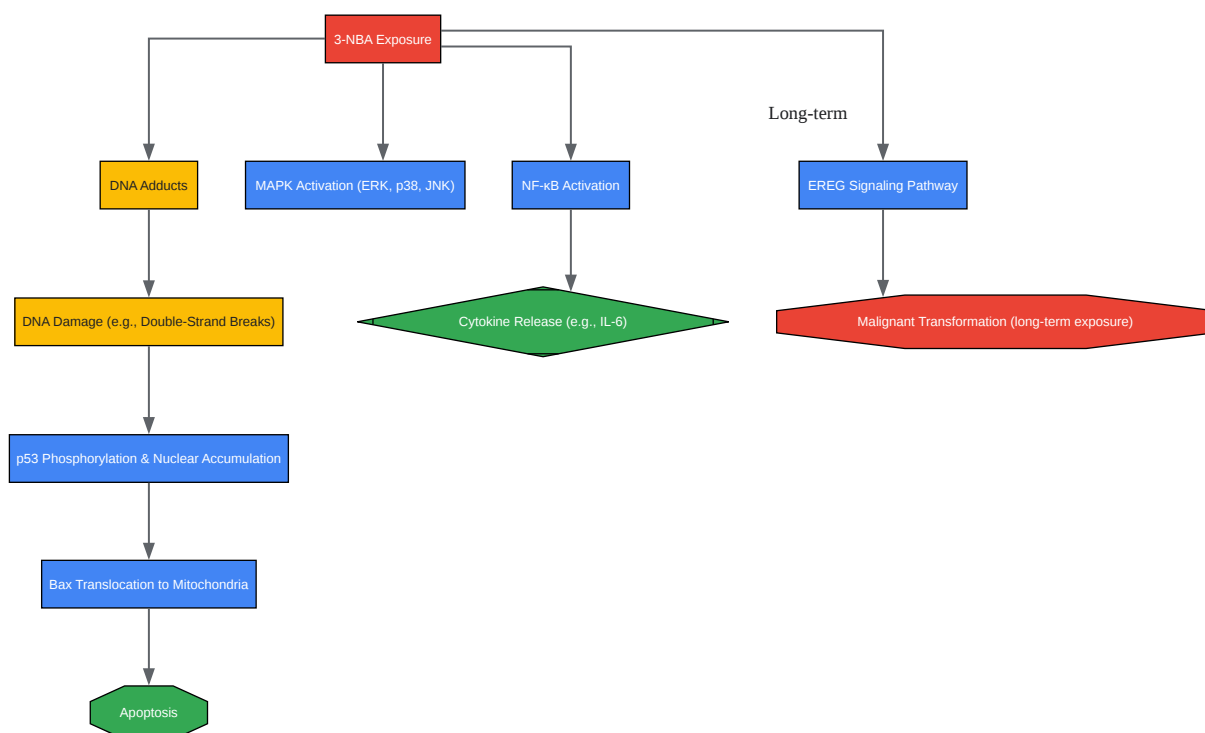 3-NBA Exposure
Long-term
DNA Adducts
MAPK Activation (ERK, p38, JNK)
NF-κB Activation
EREG Signaling Pathway
DNA Damage (e.g., Double-Strand Breaks)
Cytokine Release (e.g., IL-6)
Malignant Transformation (long-term exposure)
p53 Phosphorylation & Nuclear Accumulation
Bax Translocation to Mitochondria
Apoptosis